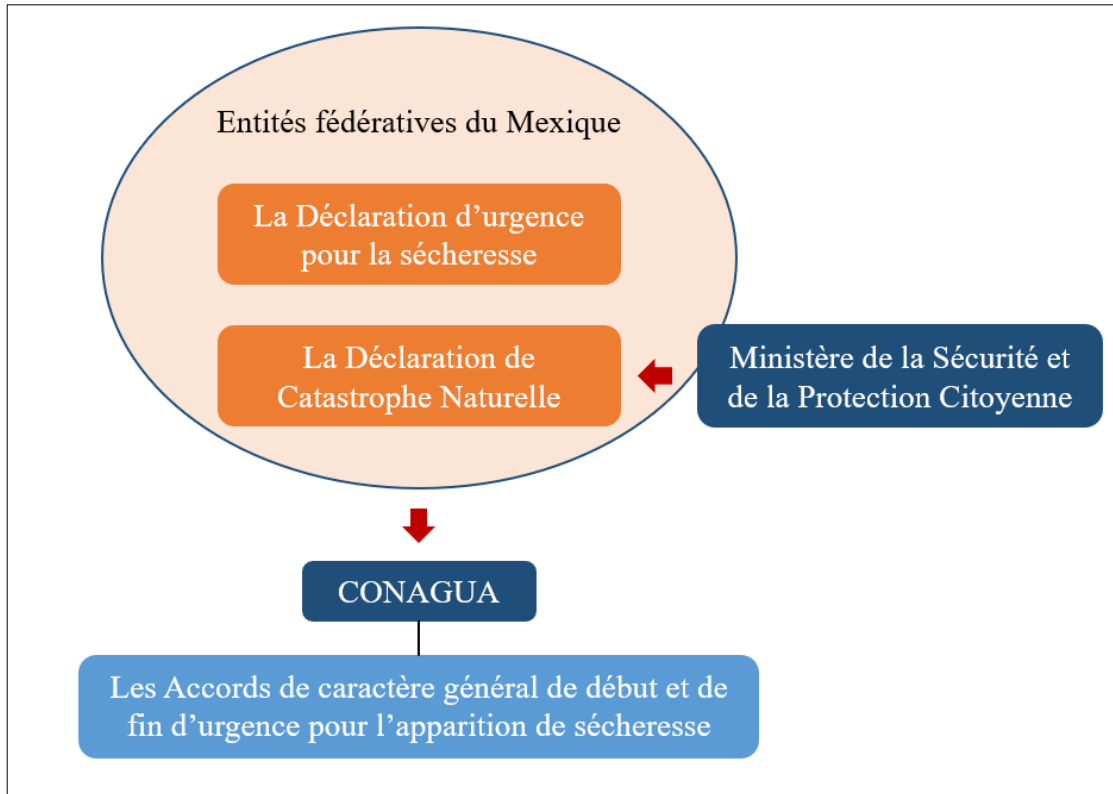 Entités fédératives du Mexique
La Déclaration d’urgence
pour la sécheresse
La Déclaration de
Catastrophe Naturelle
Ministère de la Sécurité et
de la Protection Citoyenne
CONAGUA
Les Accords de caractère général de début et de
fin d’urgence pour l’apparition de sécheresse